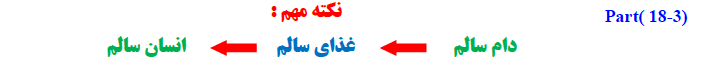 Part( 18-3)
نکته مهم :
دام سالم ← غذای سالم ← انسان سالم